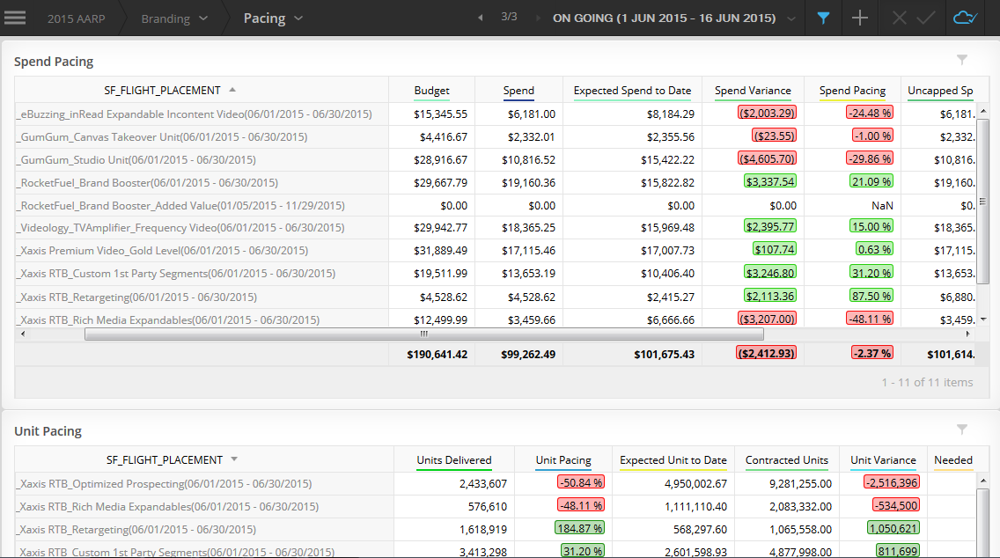 2015 AARP Branding Pacing 3/3 ON GOING (1 JUN 2015 - 16 JUN 2015)
Spend Pacing
SF_FLIGHT_PLACEMENT Budget Spend Expected Spend to Date Spend Variance Spend Pacing Uncapped Sp
_eBuzzing_inRead Expandable Incontent Video(06/01/2015 - 06/30/2015) $15,345.55 $6,181.00 $8,184.29 ($2,003.29) -24.48 % $6,181.
_GumGum_Canvas Takeover Unit(06/01/2015 - 06/30/2015) $4,416.67 $2,332.01 $2,355.56 ($23.55) -1.00 % $2,332.
_GumGum_Studio Unit(06/01/2015 - 06/30/2015) $28,916.67 $10,816.52 $15,422.22 ($4,605.70) -29.86 % $10,816.
_RocketFuel_Brand Booster(06/01/2015 - 06/30/2015) $29,667.79 $19,160.36 $15,822.82 $3,337.54 21.09 % $19,160.
_RocketFuel_Brand Booster_Added Value(01/05/2015 - 11/29/2015) $0.00 $0.00 $0.00 $0.00 NaN $0.
_Videology_TVAmplifier_Frequency Video(06/01/2015 - 06/30/2015) $29,942.77 $18,365.25 $15,969.48 $2,395.77 15.00 % $18,365.
_Xaxis Premium Video_Gold Level(06/01/2015 - 06/30/2015) $31,889.49 $17,115.46 $17,007.73 $107.74 0.63 % $17,115.
_Xaxis RTB_Custom 1st Party Segments(06/01/2015 - 06/30/2015) $19,511.99 $13,653.19 $10,406.40 $3,246.80 31.20 % $13,653.
_Xaxis RTB_Retargeting(06/01/2015 - 06/30/2015) $4,528.62 $4,528.62 $2,415.27 $2,113.36 87.50 % $6,880.
_Xaxis RTB_Rich Media Expandables(06/01/2015 - 06/30/2015) $12,499.99 $3,459.66 $6,666.66 ($3,207.00) -48.11 % $3,459.
$190,641.42 $99,262.49 $101,675.43 ($2,412.93) -2.37 % $101,614.
1 - 11 of 11 items
Unit Pacing
SF_FLIGHT_PLACEMENT Units Delivered Unit Pacing Expected Unit to Date Contracted Units Unit Variance Needed
_Xaxis RTB_Optimized Prospecting(06/01/2015 - 06/30/2015) 2,433,607 -50.84 % 4,950,002.67 9,281,255.00 -2,516,396
_Xaxis RTB_Rich Media Expandables(06/01/2015 - 06/30/2015) 576,610 -48.11 % 1,111,110.40 2,083,332.00 -534,500
_Xaxis RTB_Retargeting(06/01/2015 - 06/30/2015) 1,618,919 184.87 % 568,297.60 1,065,558.00 1,050,621
_Xaxis RTB_Custom 1st Party Segments(06/01/2015 - 06/30/2015) 3,413,298 31.20 % 2,601,598.93 4,877,998.00 811,699